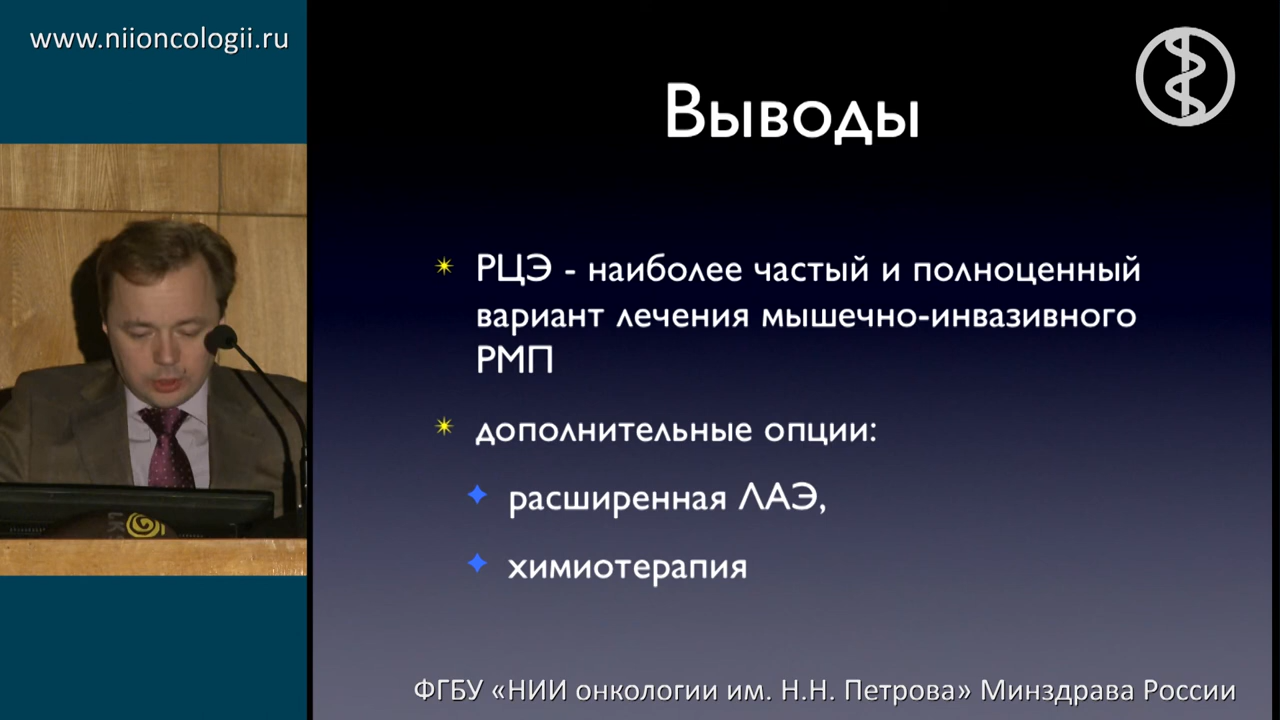 www.niioncologii.ru
Выводы
РЦЭ - наиболее частый и полноценный
вариант лечения мышечно-инвазивного
РМП
дополнительные опции:
расширенная ЛАЭ,
химиотерапия
ФГБУ «НИИ онкологии им. Н.Н. Петрова» Минздрава России